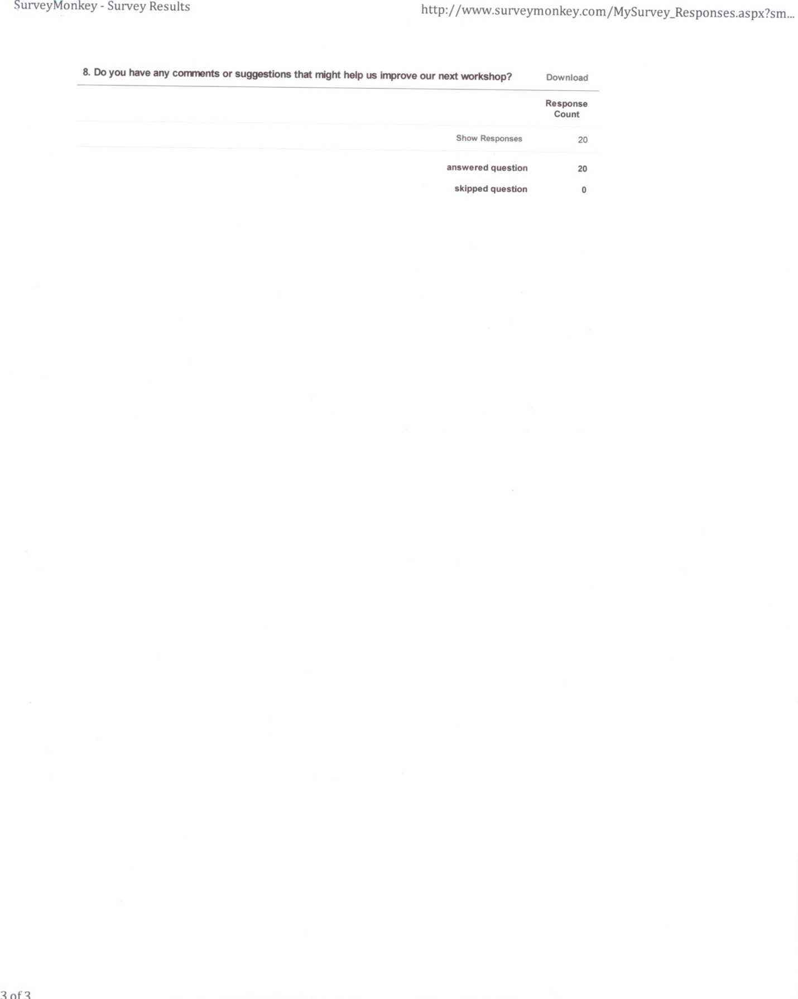 SurveyMonkey - Survey Results
http://www.surveymonkey.com/MySurvey_Responses.aspx?sm...
8. Do you have any comments or suggestions that might help us improve our next workshop?
Download
Response
Count
Show Responses 20
answered question 20
skipped question 0
3 of 3